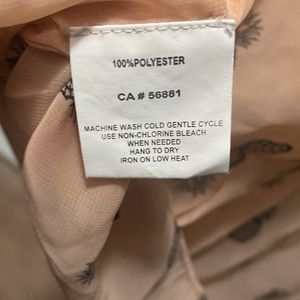 100%POLYESTER
CA # 56881
MACHINE WASH COLD GENTLE CYCLE
USE NON-CHLORINE BLEACH
WHEN NEEDED
HANG TO DRY
IRON ON LOW HEAT